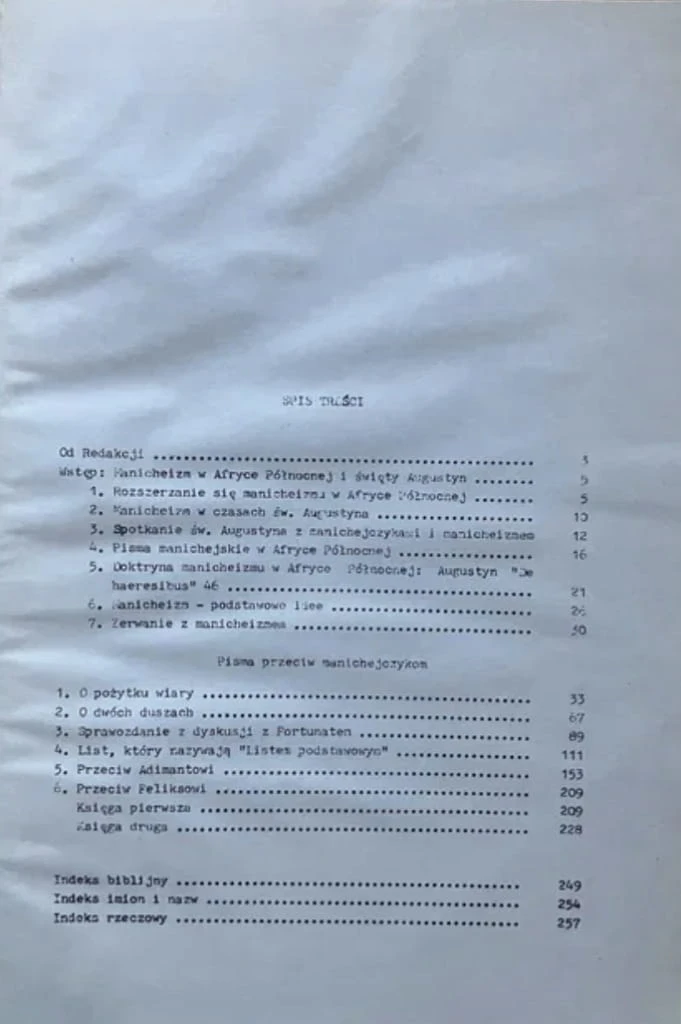 SPIS TREŚCI
Od Redakcji ........................................ 3
Wstęp: Manicheizm w Afryce Północnej i święty Augustyn ........ 5
1. Rozszerzanie się manicheizmu w Afryce Północnej ........ 5
2. Manicheizm w czasach św. Augustyna .................... 10
3. Spotkanie św. Augustyna z manichejczykami i manicheizmem 12
4. Pisma manichejskie w Afryce Północnej ................. 16
5. Doktryna manicheizmu w Afryce Północnej: Augustyn "De
haeresibus" 46 ........................................ 21
6. Manicheizm - podstawowe idee .......................... 26
7. Zerwanie z manicheizmem ............................... 30
Pisma przeciw manichejczykom
1. O pożytku wiary ........................................ 33
2. O dwóch duszach ........................................ 67
3. Sprawozdanie z dyskusji z Fortunatem ................... 89
4. List, który nazywają "Listem podstawowym" .............. 111
5. Przeciw Adimantowi ..................................... 153
6. Przeciw Feliksowi ...................................... 209
Księga pierwsza ........................................ 209
Księga druga ........................................... 228
Indeks biblijny ........................................ 249
Indeks imion i nazw .................................... 254
Indeks rzeczowy ........................................ 257